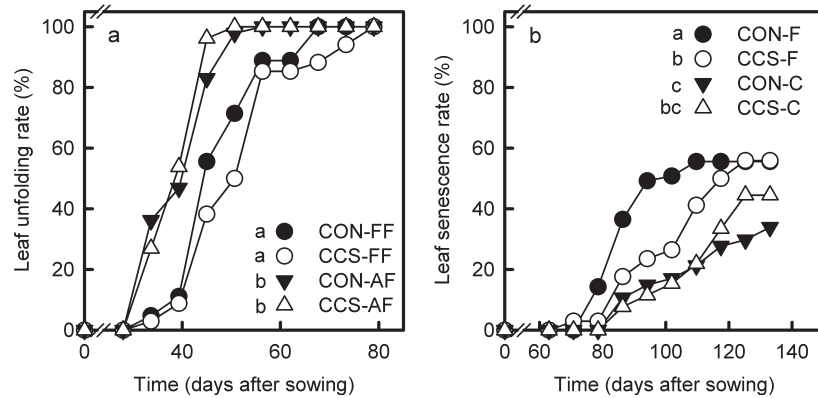 a
100
80
60
40
20
0
Leaf unfolding rate (%)
a CON-FF
a CCS-FF
b CON-AF
b CCS-AF
0 40 60 80
Time (days after sowing)
b
100
80
60
40
20
0
Leaf senescence rate (%)
a CON-F
b CCS-F
c CON-C
bc CCS-C
0 60 80 100 120 140
Time (days after sowing)